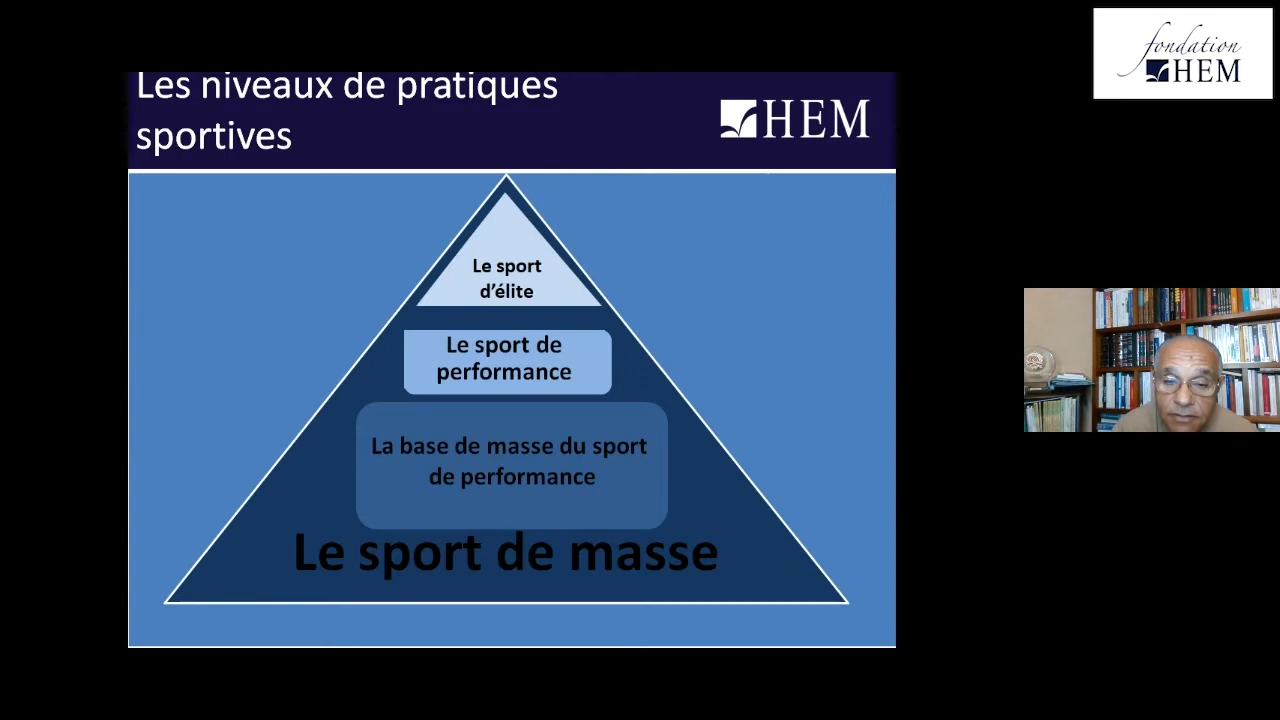 fondation
HEM
Les niveaux de pratiques
sportives
HEM
Le sport
d’élite
Le sport de
performance
La base de masse du sport
de performance
Le sport de masse